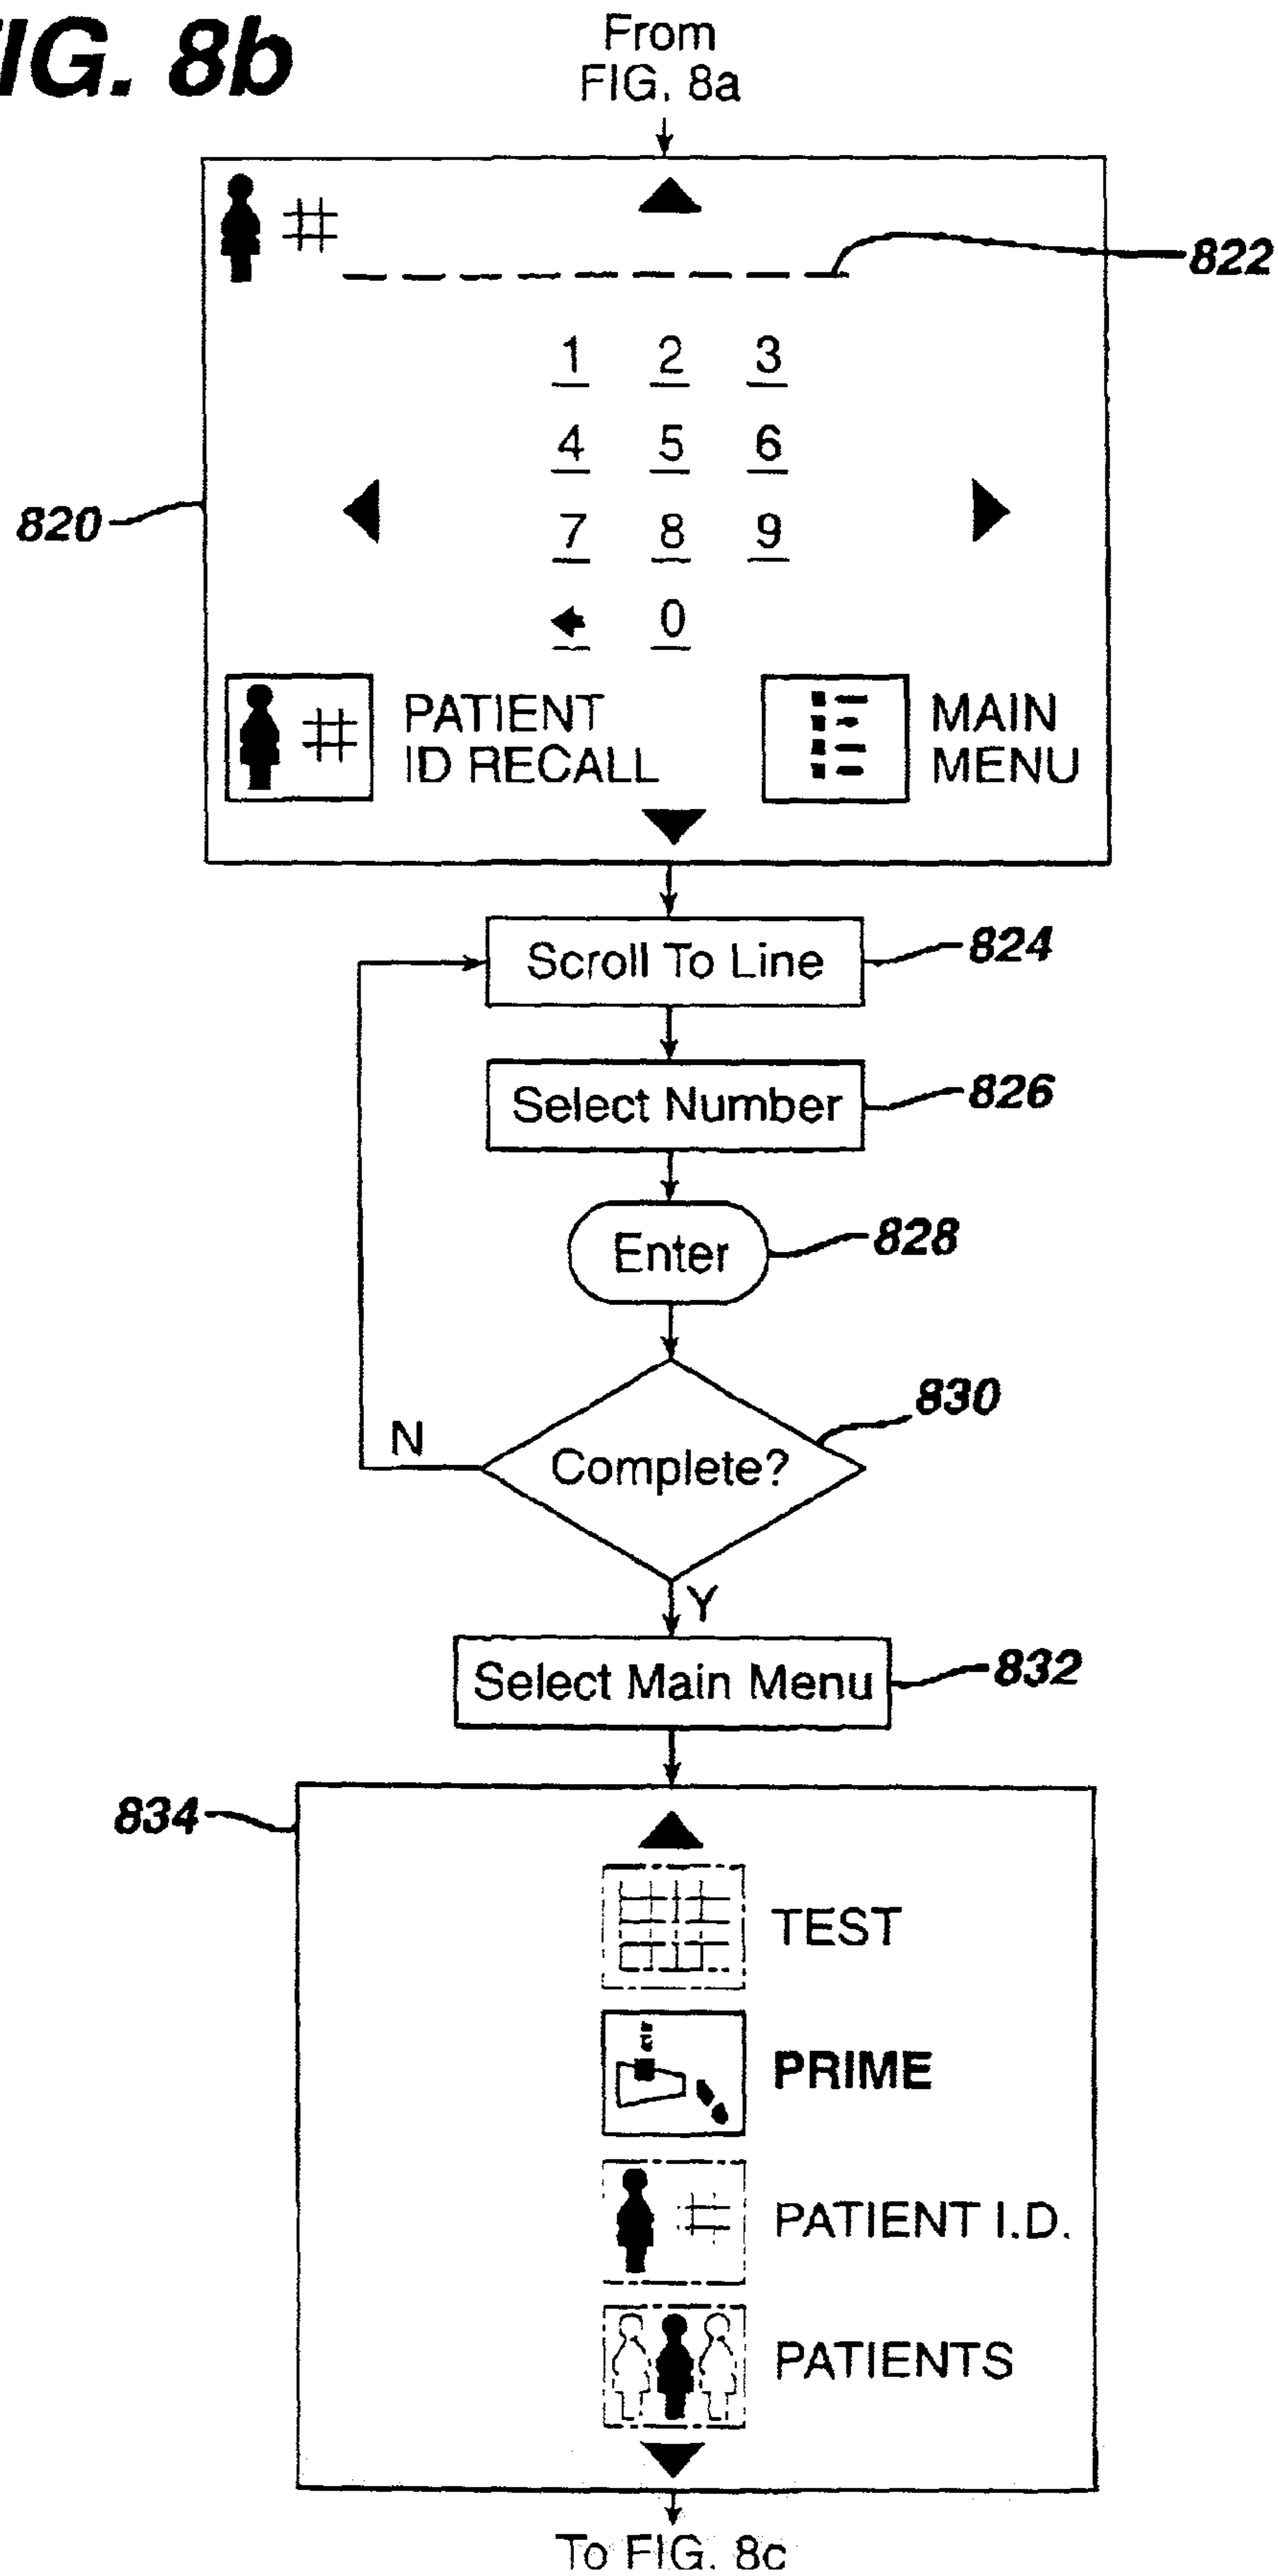 IG. 8b
From
FIG. 8a
#
822
1 2 3
4 5 6
820
7 8 9
0
# PATIENT
ID RECALL
MAIN
MENU
Scroll To Line
824
Select Number
826
Enter
828
830
N
Complete?
Y
Select Main Menu
832
834
TEST
PRIME
# PATIENT I.D.
PATIENTS
To FIG. 8c